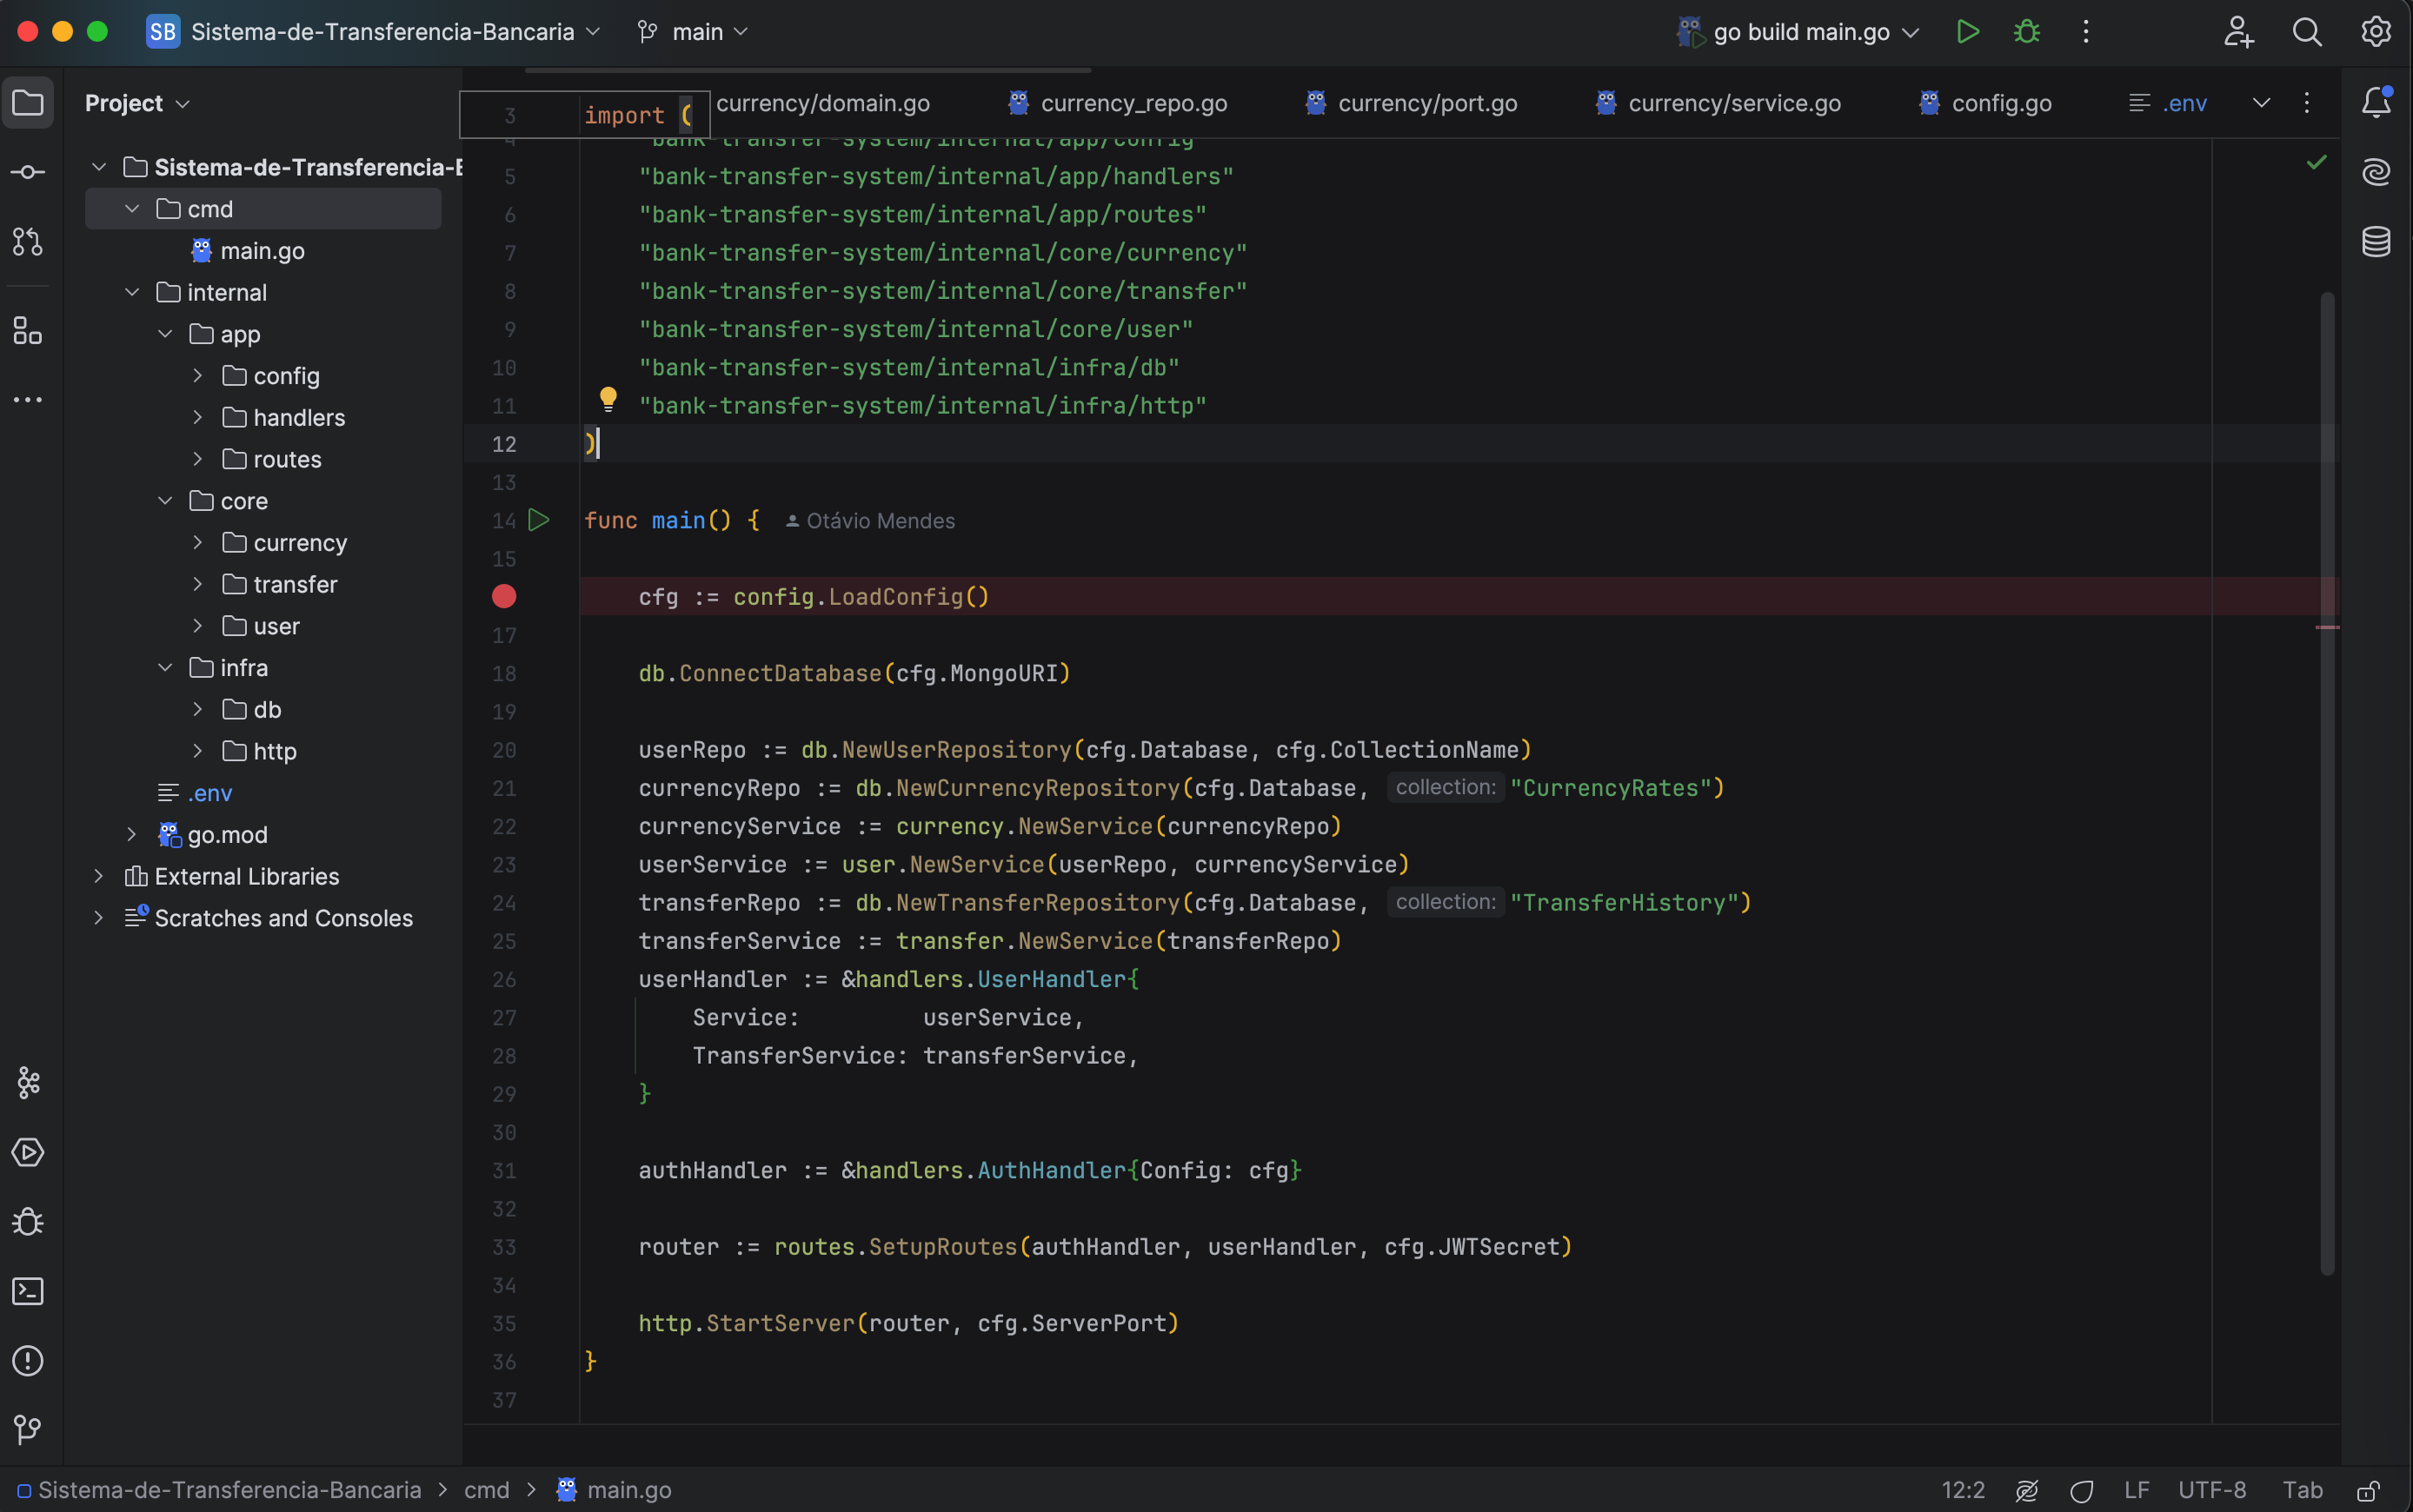 SB Sistema-de-Transferencia-Bancaria main go build main.go
Project
Sistema-de-Transferencia-B
cmd
main.go
internal
app
config
handlers
routes
core
currency
transfer
user
infra
db
http
.env
go.mod
External Libraries
Scratches and Consoles
currency/domain.go currency_repo.go currency/port.go currency/service.go config.go .env
3 import (
4 "bank-transfer-system/internal/app/config"
5 "bank-transfer-system/internal/app/handlers"
6 "bank-transfer-system/internal/app/routes"
7 "bank-transfer-system/internal/core/currency"
8 "bank-transfer-system/internal/core/transfer"
9 "bank-transfer-system/internal/core/user"
10 "bank-transfer-system/internal/infra/db"
11 "bank-transfer-system/internal/infra/http"
12 )
13
14 func main() { Otávio Mendes
15
cfg := config.LoadConfig()
17
18 db.ConnectDatabase(cfg.MongoURI)
19
20 userRepo := db.NewUserRepository(cfg.Database, cfg.CollectionName)
21 currencyRepo := db.NewCurrencyRepository(cfg.Database, collection: "CurrencyRates")
22 currencyService := currency.NewService(currencyRepo)
23 userService := user.NewService(userRepo, currencyService)
24 transferRepo := db.NewTransferRepository(cfg.Database, collection: "TransferHistory")
25 transferService := transfer.NewService(transferRepo)
26 userHandler := &handlers.UserHandler{
27 Service: userService,
28 TransferService: transferService,
29 }
30
31 authHandler := &handlers.AuthHandler{Config: cfg}
32
33 router := routes.SetupRoutes(authHandler, userHandler, cfg.JWTSecret)
34
35 http.StartServer(router, cfg.ServerPort)
36 }
37
Sistema-de-Transferencia-Bancaria > cmd > main.go 12:2 LF UTF-8 Tab